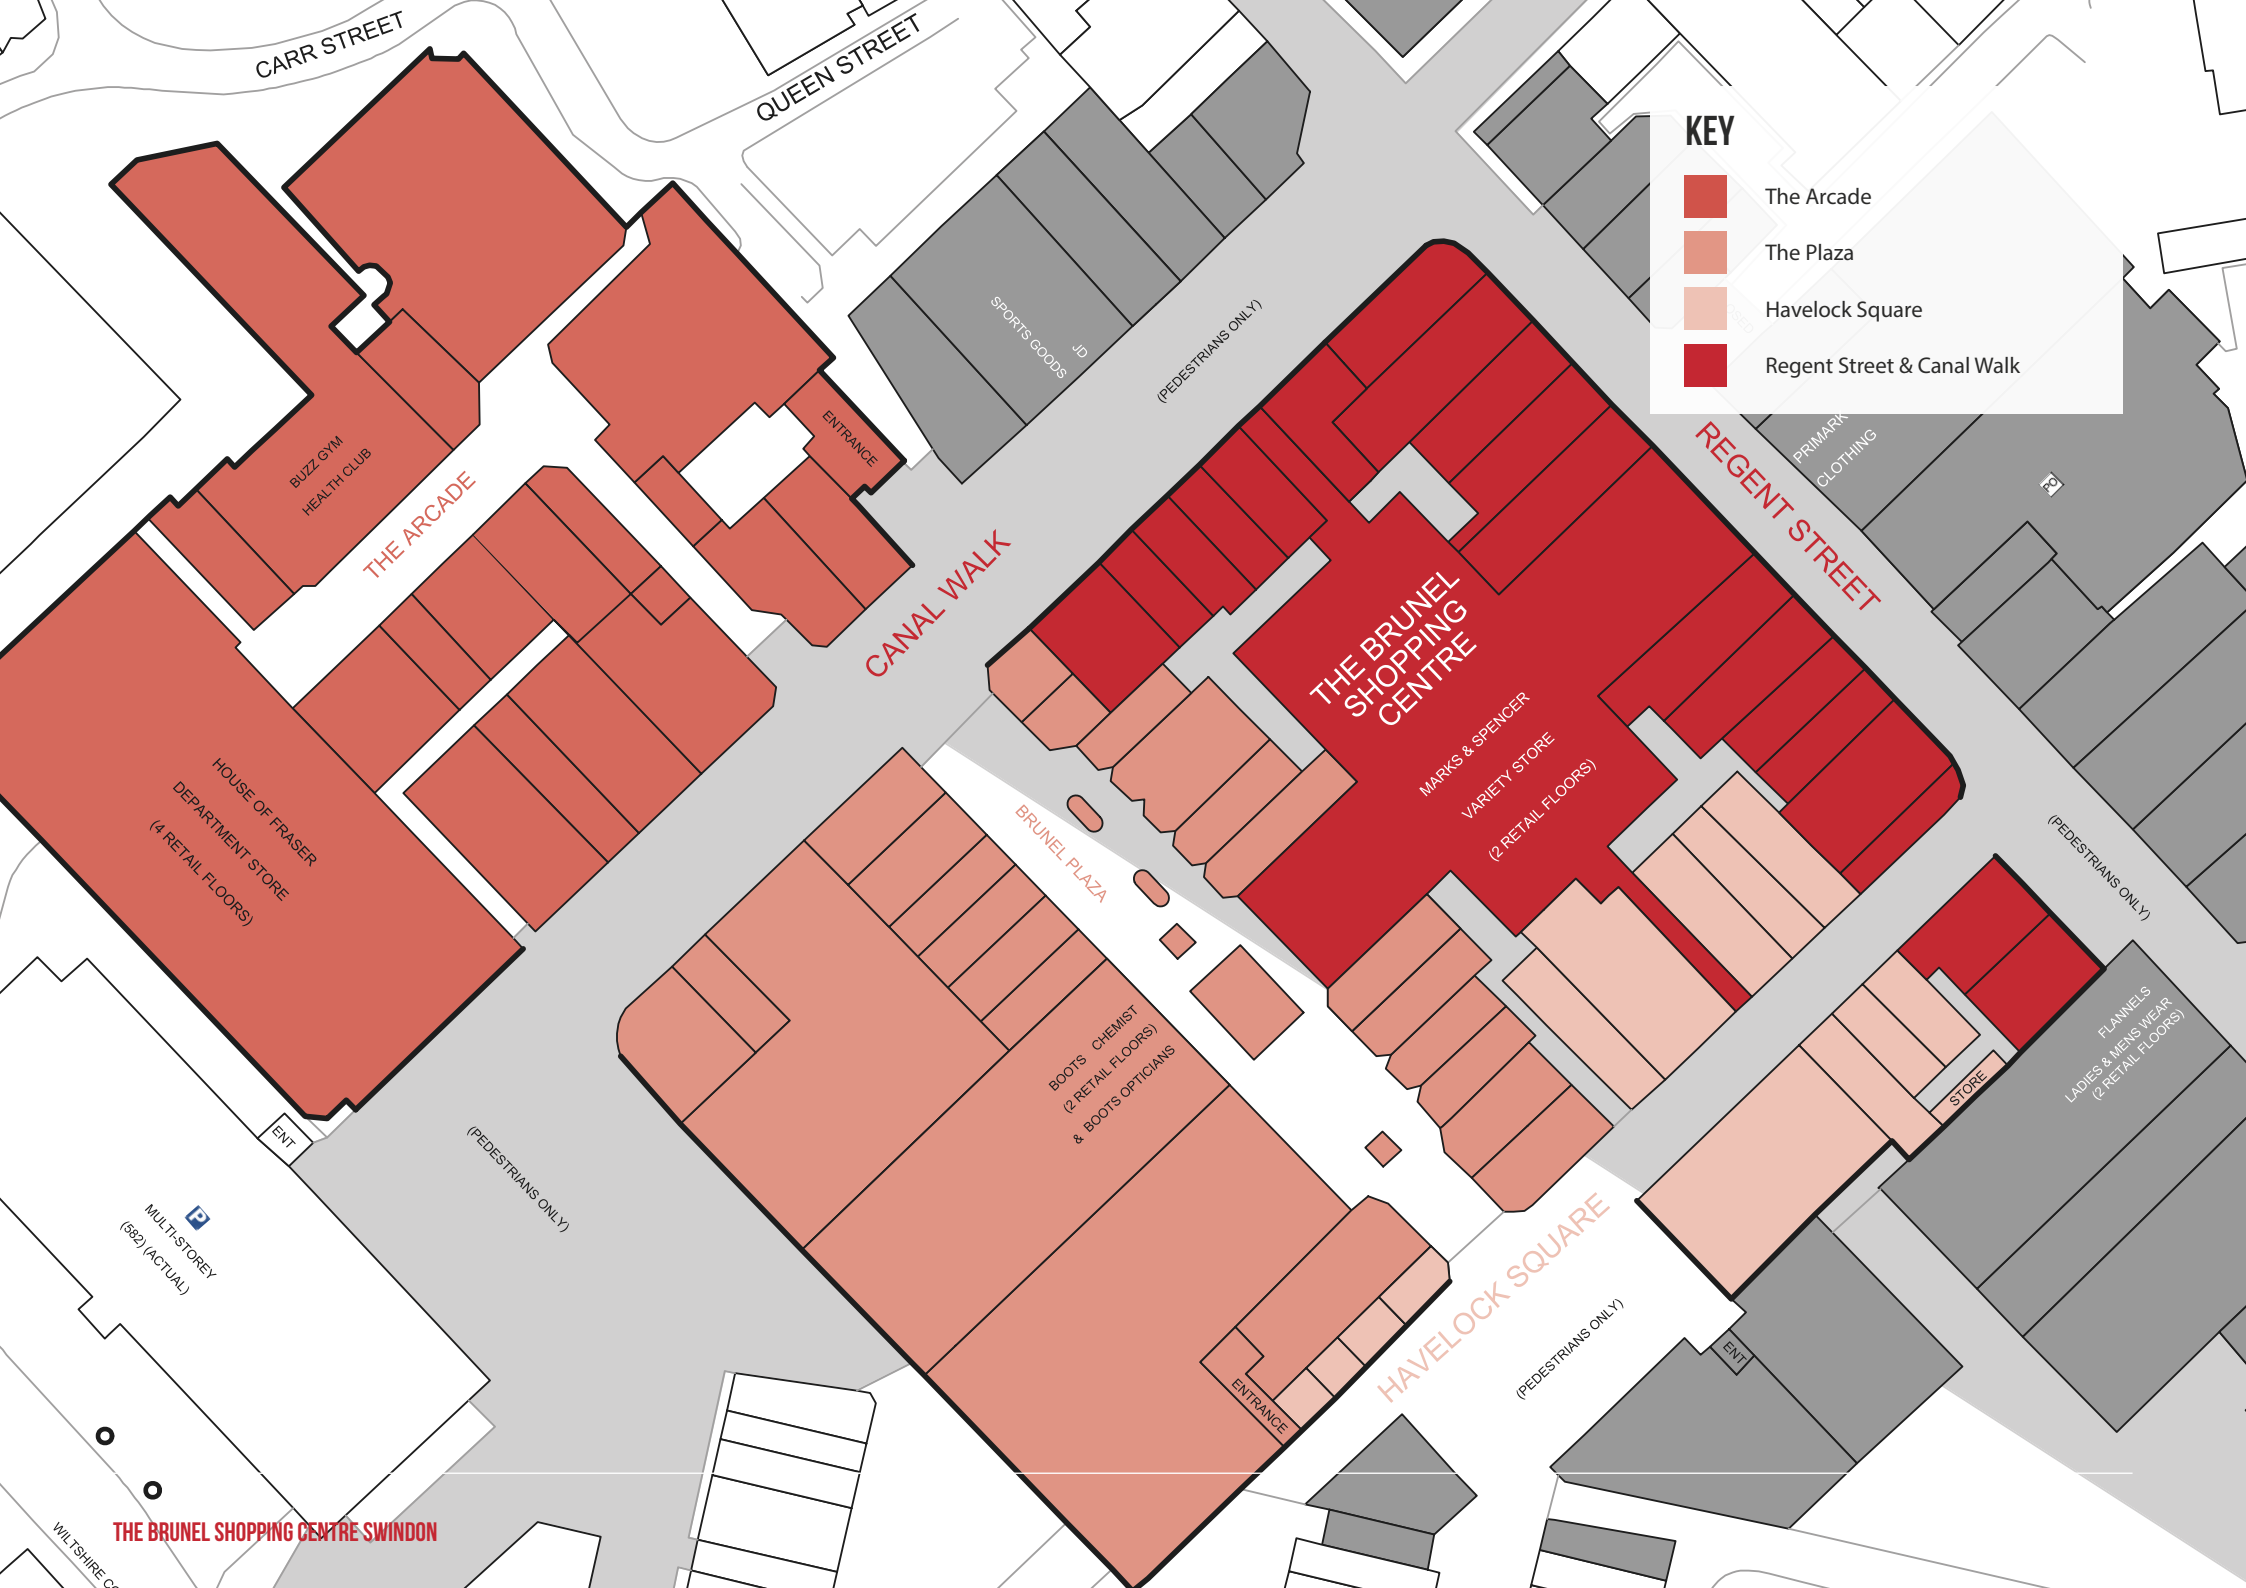 CARR STREET
QUEEN STREET
KEY
The Arcade
The Plaza
Havelock Square
Regent Street & Canal Walk
JD
SPORTS GOODS
(PEDESTRIANS ONLY)
ENTRANCE
BUZZ GYM
HEALTH CLUB
THE ARCADE
CANAL WALK
REGENT STREET
PRIMARK
CLOTHING
PO
THE BRUNEL
SHOPPING
CENTRE
MARKS & SPENCER
VARIETY STORE
(2 RETAIL FLOORS)
HOUSE OF FRASER
DEPARTMENT STORE
(4 RETAIL FLOORS)
BRUNEL PLAZA
(PEDESTRIANS ONLY)
BOOTS CHEMIST
(2 RETAIL FLOORS)
& BOOTS OPTICIANS
FLANNELS
LADIES & MENS WEAR
(2 RETAIL FLOORS)
STORE
ENT
(PEDESTRIANS ONLY)
P
MULTI-STOREY
(582) (ACTUAL)
HAVELOCK SQUARE
(PEDESTRIANS ONLY)
ENT
ENTRANCE
THE BRUNEL SHOPPING CENTRE SWINDON
WILTSHIRE